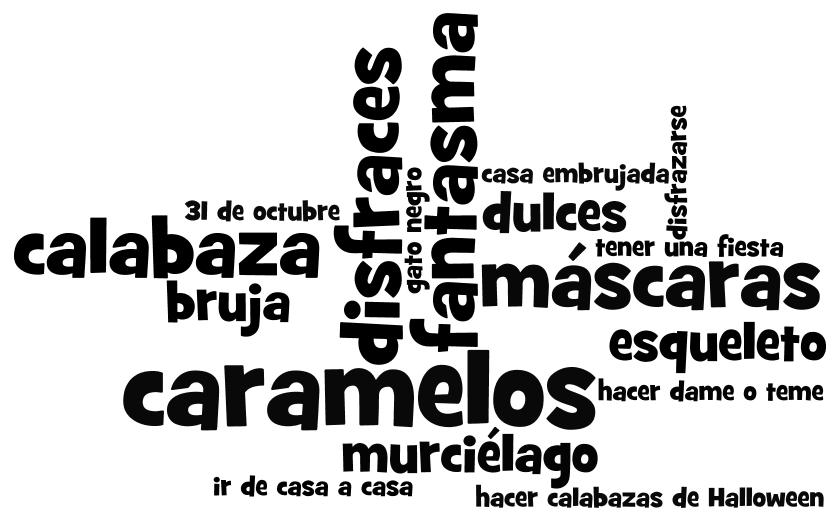 disfraces
fantasma
casa embrujada
disfrazarse
gato negro
31 de octubre
dulces
calabaza
tener una fiesta
máscaras
bruja
esqueleto
caramelos
hacer dame o teme
murciélago
ir de casa a casa
hacer calabazas de Halloween